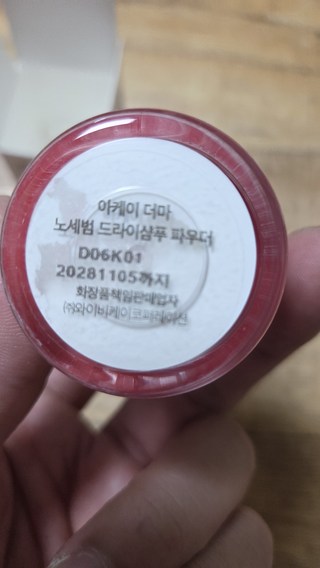 아케이 더마
노세범 드라이샴푸 파우더
D06K01
20281105까지
화장품책임판매업자
㈜와이비케이코퍼레이션